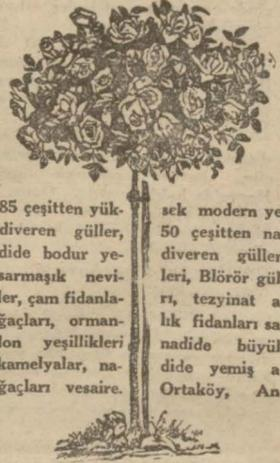 85 çeşitten yük- sek modern ye
diveren güller, 50 çeşitten na
dide bodur ye- diveren güller
sarmaşık nevi- leri, Blörör gül
ler, çam fidanla- rı, tezyinat a
ğaçları, orman- lık fidanları sa
lon yeşillikleri nadide büyük
kamelyalar, na- dide yemiş a
ğaçları vesaire. Ortaköy, An